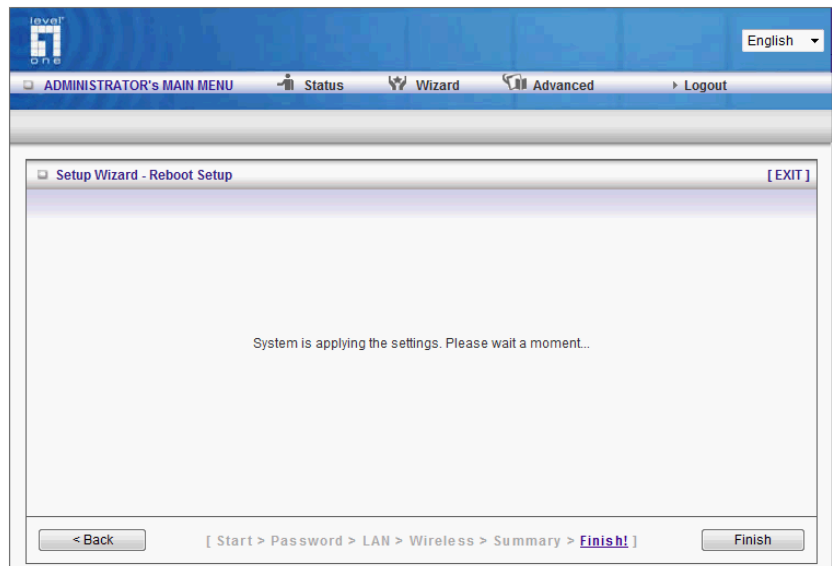 level
one
English
ADMINISTRATOR's MAIN MENU Status Wizard Advanced Logout
Setup Wizard - Reboot Setup [ EXIT ]
System is applying the settings. Please wait a moment...
< Back [ Start > Password > LAN > Wireless > Summary > Finish! ] Finish